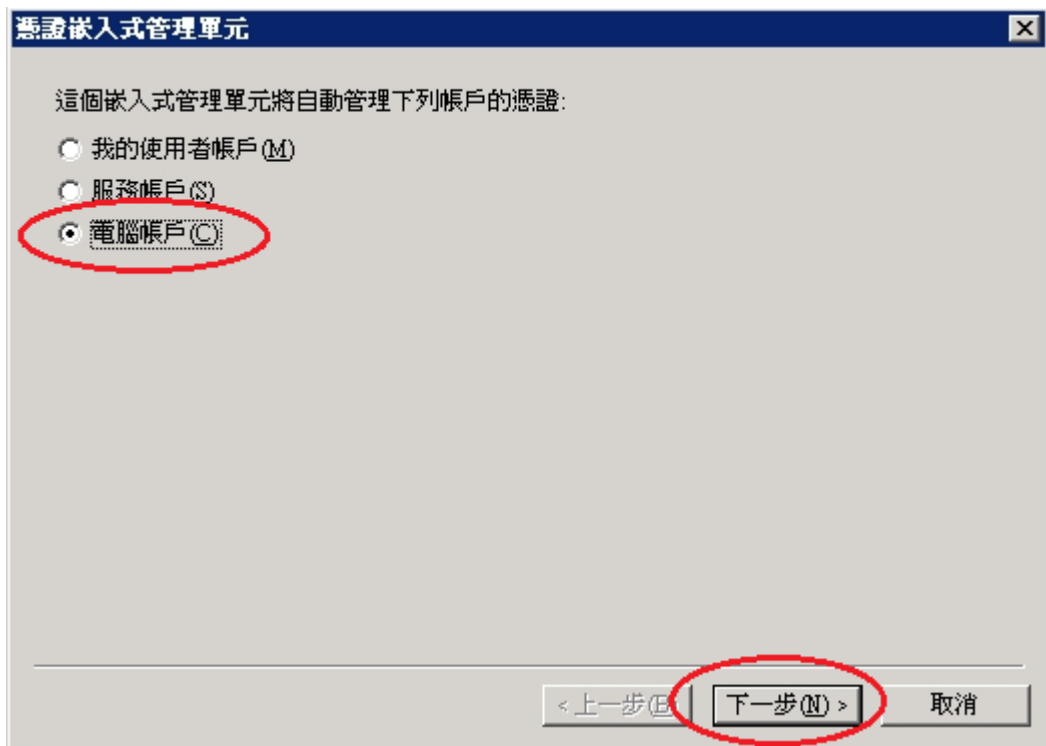 憑證嵌入式管理單元
這個嵌入式管理單元將自動管理下列帳戶的憑證:
我的使用者帳戶(M)
服務帳戶(S)
電腦帳戶(C)
<上一步(B) 下一步(N) > 取消